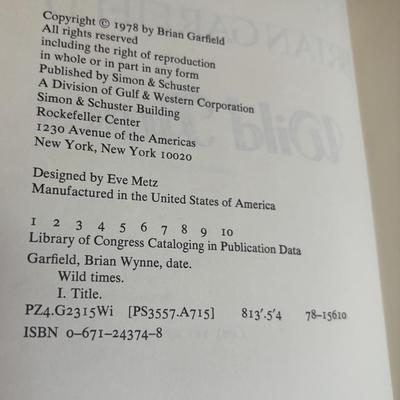 Copyright © 1978 by Brian Garfield
All rights reserved
including the right of reproduction
in whole or in part in any form
Published by Simon & Schuster
A Division of Gulf & Western Corporation
Simon & Schuster Building
Rockefeller Center
1230 Avenue of the Americas
New York, New York 10020
Designed by Eve Metz
Manufactured in the United States of America
1 2 3 4 5 6 7 8 9 10
Library of Congress Cataloging in Publication Data
Garfield, Brian Wynne, date.
Wild times.
I. Title.
PZ4.G2315Wi [PS3557.A715] 813'.5'4 78-15610
ISBN 0-671-24374-8